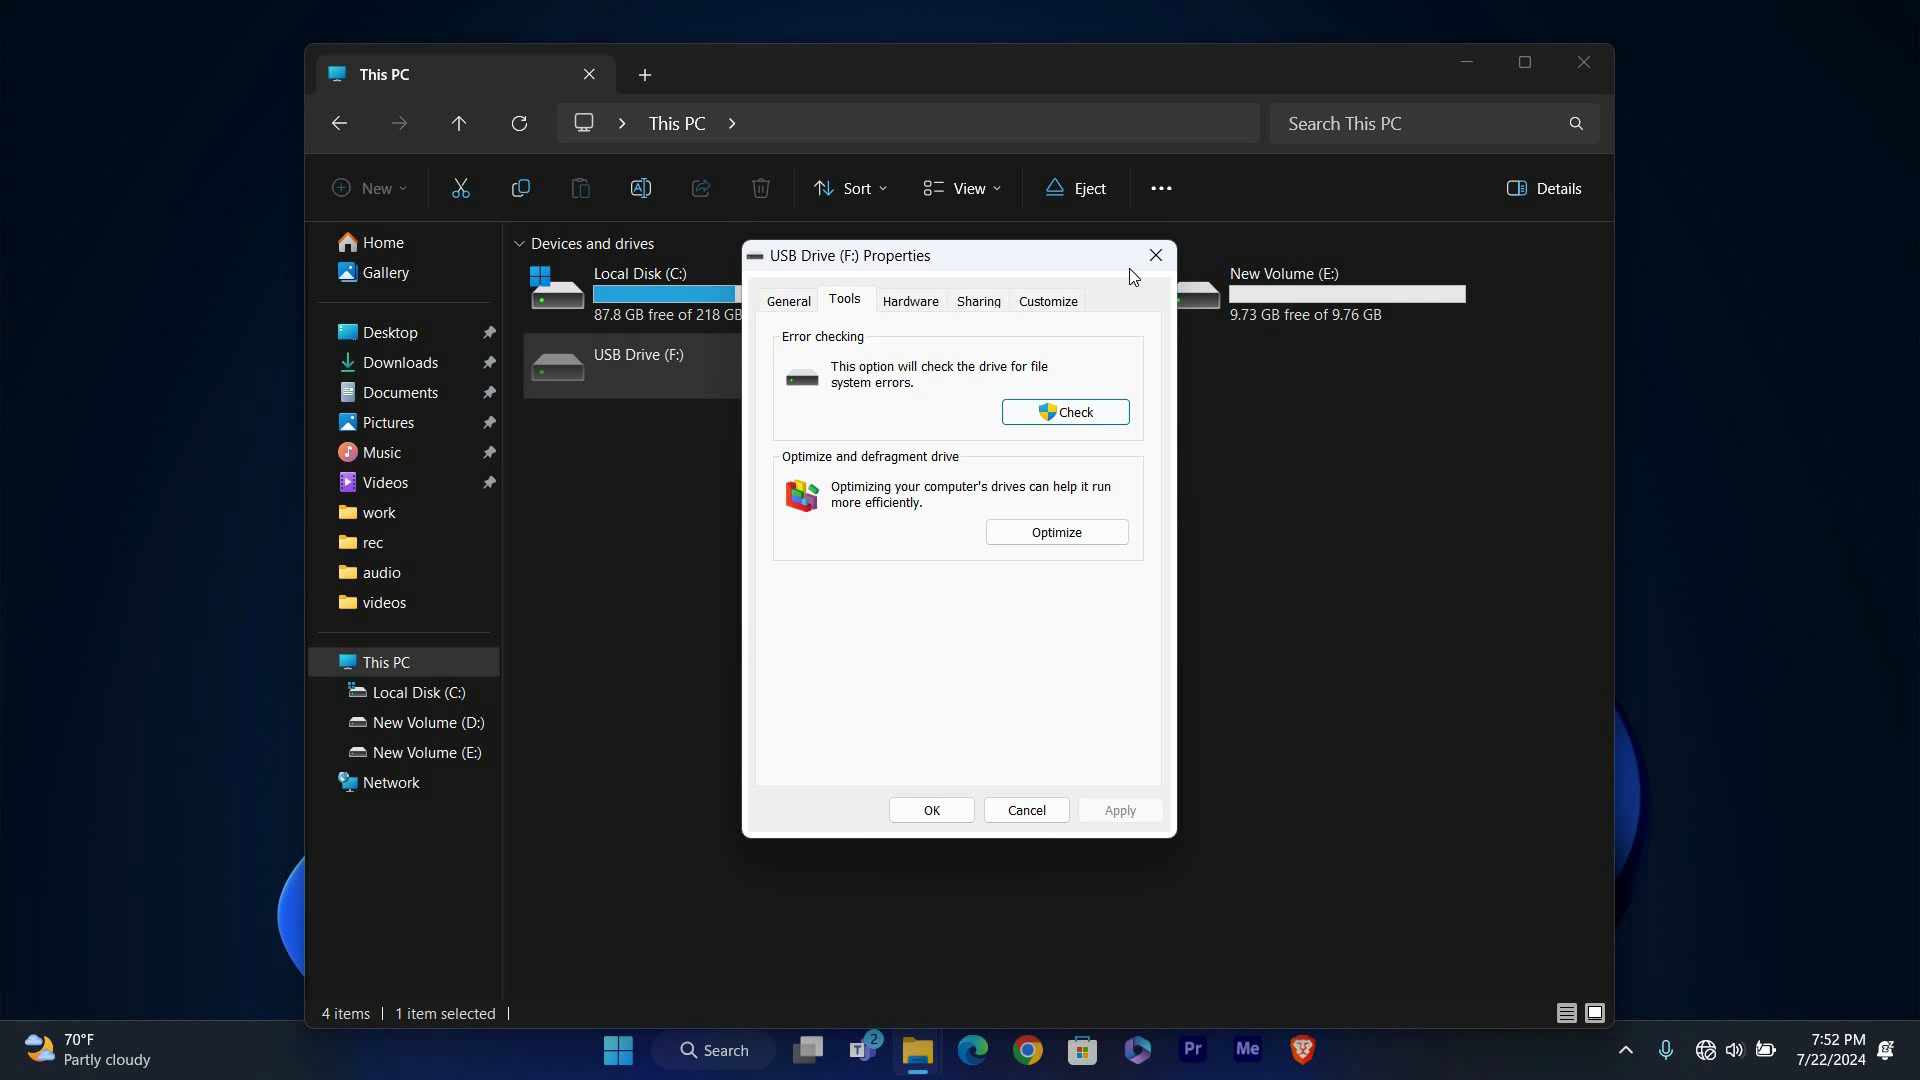 This PC
This PC
Search This PC
New
Sort
View
Eject
Details
Home
Gallery
Desktop
Downloads
Documents
Pictures
Music
Videos
work
rec
audio
videos
This PC
Local Disk (C:)
New Volume (D:)
New Volume (E:)
Network
Devices and drives
Local Disk (C:)
87.8 GB free of 218 GB
USB Drive (F:)
New Volume (E:)
9.73 GB free of 9.76 GB
USB Drive (F:) Properties
General Tools Hardware Sharing Customize
Error checking
This option will check the drive for file
system errors.
Check
Optimize and defragment drive
Optimizing your computer's drives can help it run
more efficiently.
Optimize
OK Cancel Apply
4 items 1 item selected
70°F
Partly cloudy
Search
T
2
Pr
Me
7:52 PM
7/22/2024